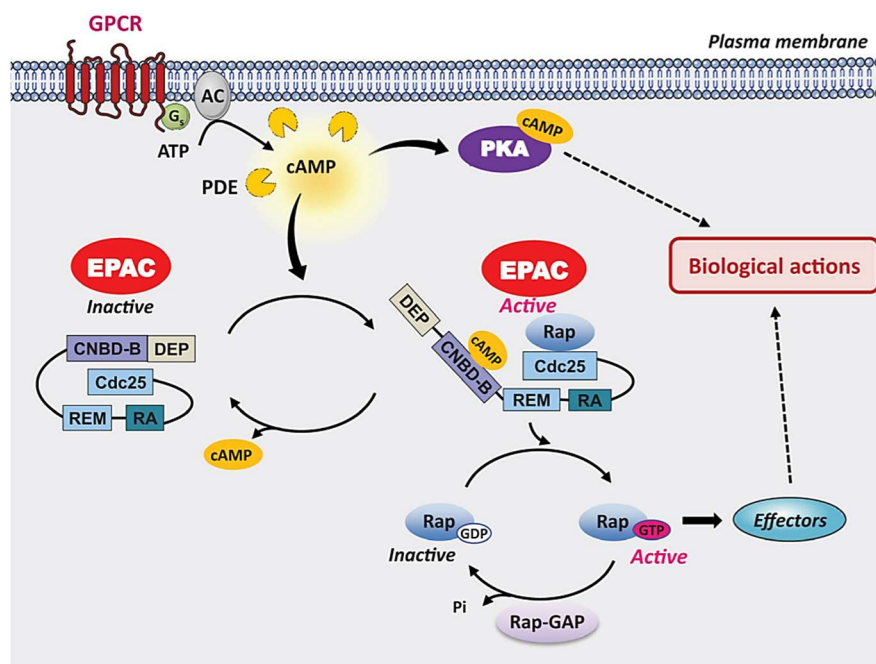 GPCR
Plasma membrane
AC
Gs
ATP
cAMP
PKA
cAMP
PDE
Biological actions
EPAC
Inactive
EPAC
Active
DEP
Rap
CNBD-B
DEP
cAMP
CNBD-B
Cdc25
Cdc25
REM
RA
REM
RA
cAMP
Rap
GDP
Inactive
Rap
GTP
Active
Effectors
Pi
Rap-GAP